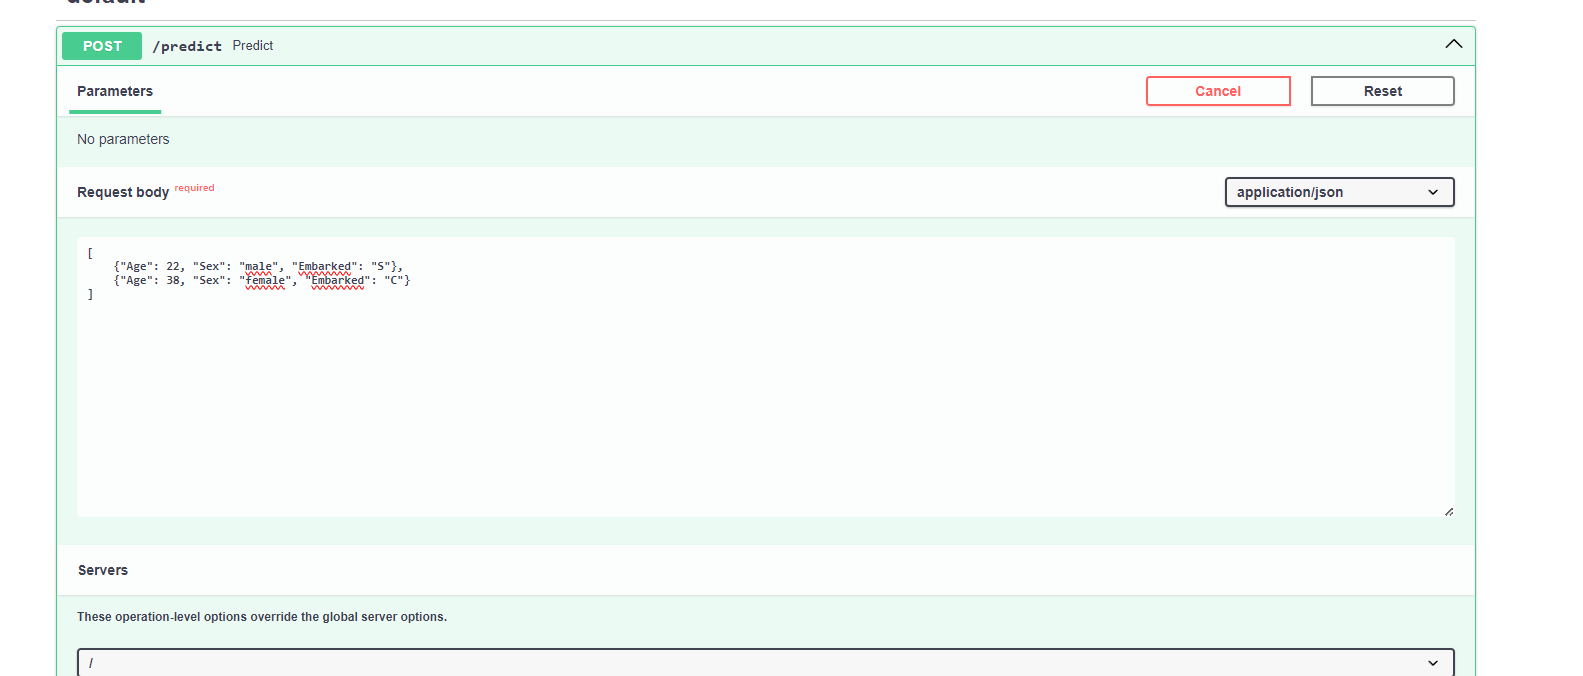 default
POST /predict Predict
Parameters
Cancel
Reset
No parameters
Request body required
application/json
[
    {"Age": 22, "Sex": "male", "Embarked": "S"},
    {"Age": 38, "Sex": "female", "Embarked": "C"}
]
Servers
These operation-level options override the global server options.
/